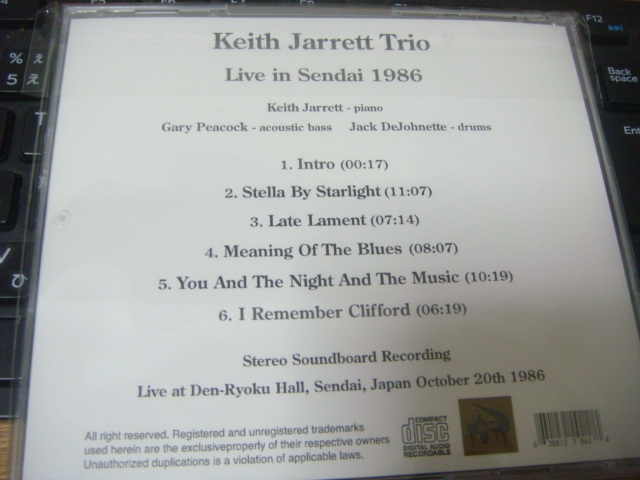 F12
Back
space
Ent
%
え
5 え
T
V
ひ
Keith Jarrett Trio
Live in Sendai 1986
Keith Jarrett - piano
Gary Peacock - acoustic bass Jack DeJohnette - drums
1. Intro (00:17)
2. Stella By Starlight (11:07)
3. Late Lament (07:14)
4. Meaning Of The Blues (08:07)
5. You And The Night And The Music (10:19)
6. I Remember Clifford (06:19)
Stereo Soundboard Recording
Live at Den-Ryoku Hall, Sendai, Japan October 20th 1986
All right reserved. Registered and unregistered trademarks
used herein are the exclusiveproperly of their respective owners
Unauthorized duplications is a violation of applicable laws.
COMPACT
disc
DIGITAL AUDIO
RECORDABLE